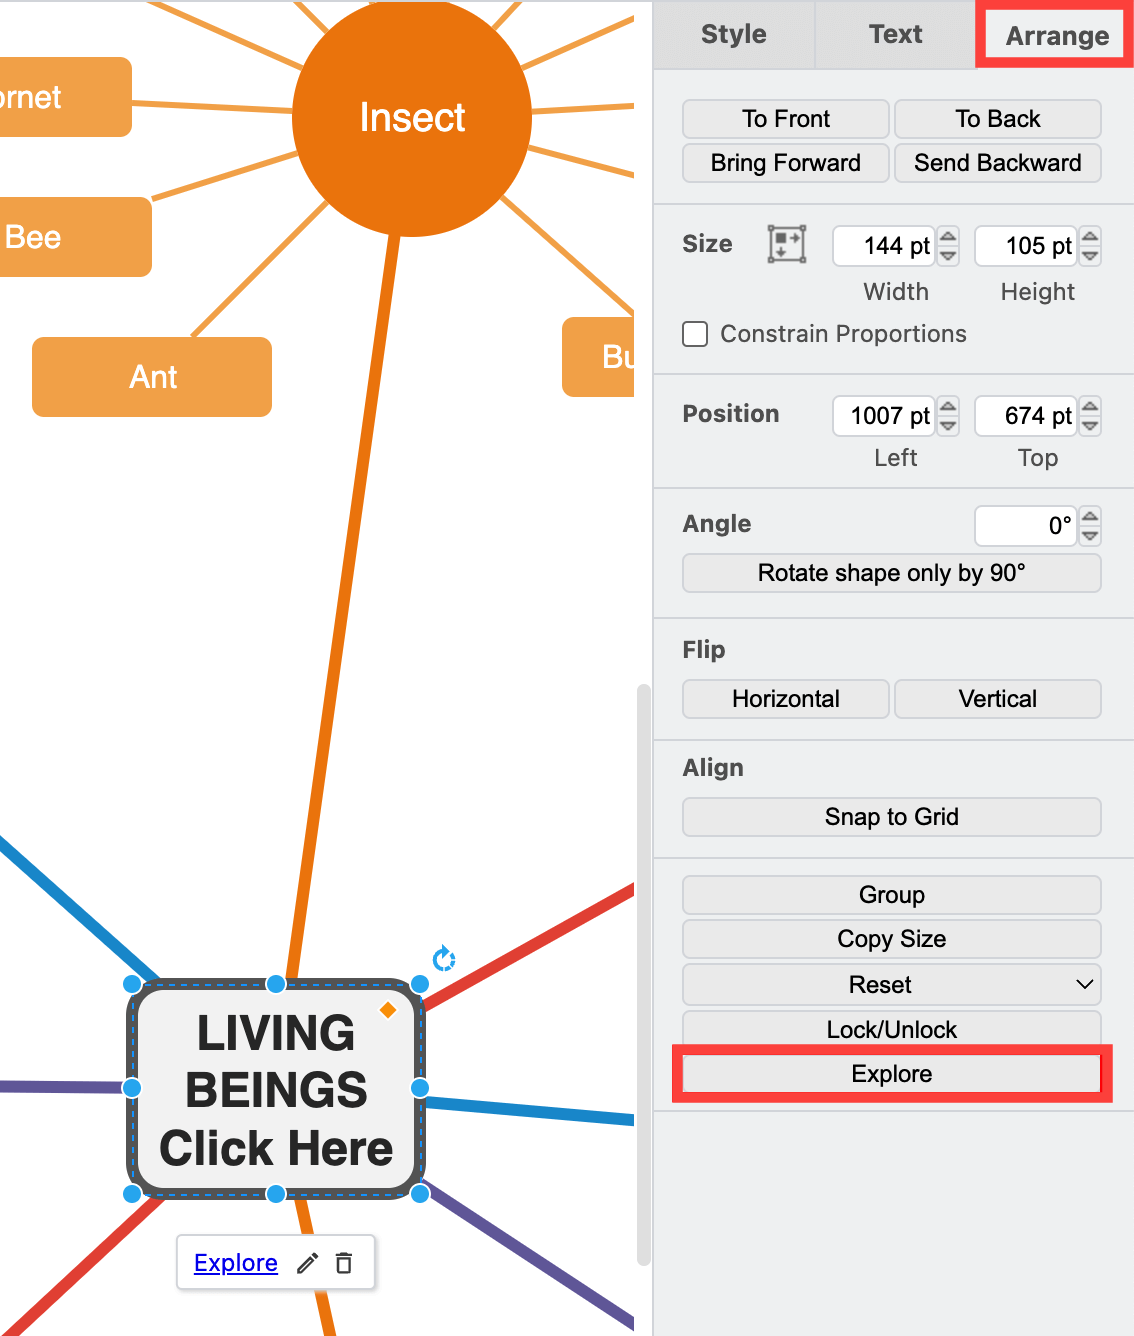 Insect
ornet
Bee
Ant
Bu
LIVING
BEINGS
Click Here
Explore
Style Text Arrange
To Front To Back
Bring Forward Send Backward
Size 144 pt 105 pt
Width Height
Constrain Proportions
Position 1007 pt 674 pt
Left Top
Angle 0°
Rotate shape only by 90°
Flip
Horizontal Vertical
Align
Snap to Grid
Group
Copy Size
Reset
Lock/Unlock
Explore